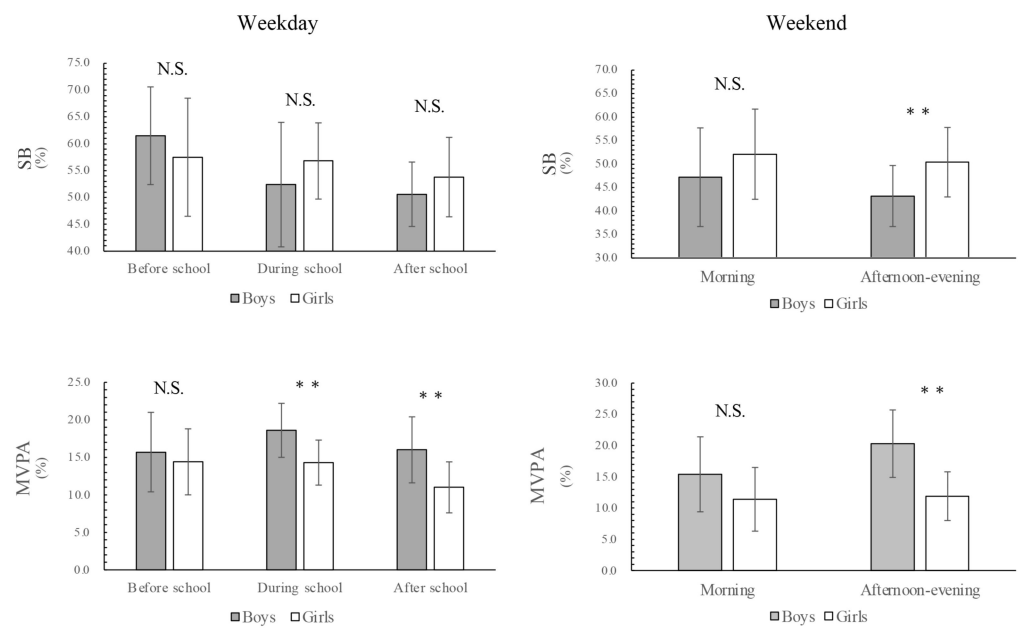 Weekday
SB
(%)
75.0
70.0
65.0
60.0
55.0
50.0
45.0
40.0
N.S.
N.S.
N.S.
Before school During school After school
Boys Girls
Weekend
SB
(%)
70.0
65.0
60.0
55.0
50.0
45.0
40.0
35.0
30.0
N.S.
* *
Morning Afternoon-evening
Boys Girls
MVPA
(%)
25.0
20.0
15.0
10.0
5.0
0.0
N.S.
* *
* *
Before school During school After school
Boys Girls
MVPA
(%)
30.0
25.0
20.0
15.0
10.0
5.0
0.0
N.S.
* *
Morning Afternoon-evening
Boys Girls